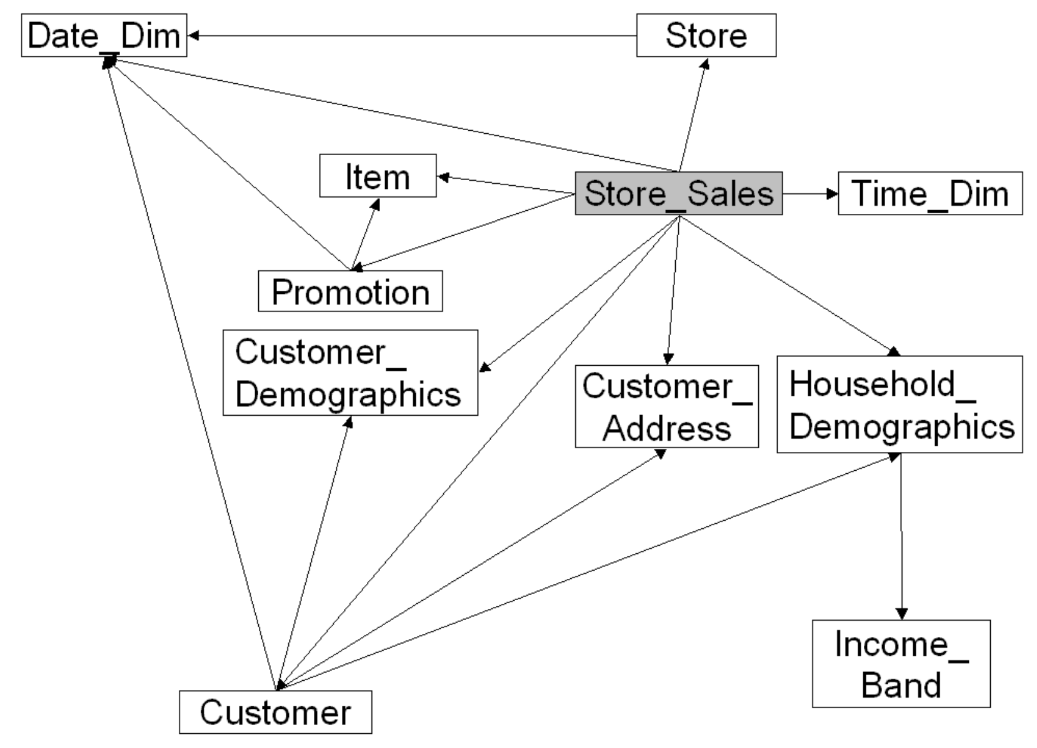 Date_Dim
Store
Item
Store_Sales
Time_Dim
Promotion
Customer_
Demographics
Customer_
Address
Household_
Demographics
Income_
Band
Customer